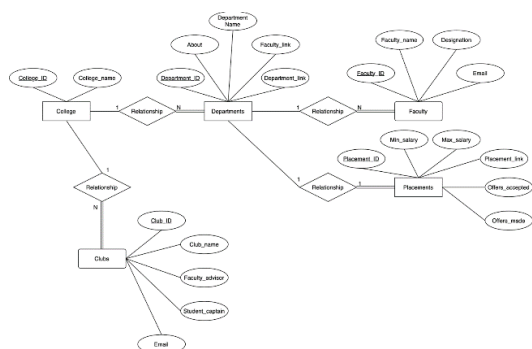 Department
Name
About
Faculty_link
Department_ID
Department_link
College_ID
College_name
Faculty_name
Designation
Faculty_ID
Email
College
1
Relationship
N
Departments
1
Relationship
N
Faculty
Min_salary
Max_salary
Placement_ID
Placement_link
1
Relationship
1
Placements
Offers_accepted
Offers_made
1
Relationship
N
Clubs
Club_ID
Club_name
Faculty_advisor
Student_captain
Email
1